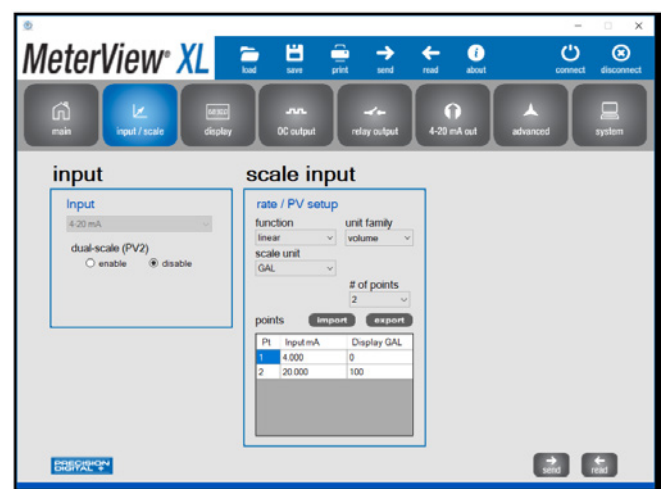 MeterView® XL
load save print send read about connect disconnect
main input / scale display DC output relay output 4-20 mA out advanced system
input scale input
Input
4-20 mA
dual-scale (PV2)
enable disable
rate / PV setup
function unit family
linear volume
scale unit
GAL
# of points
2
points import export
Pt Input mA Display GAL
1 4.000 0
2 20.000 100
PRECISION
DIGITAL
send read